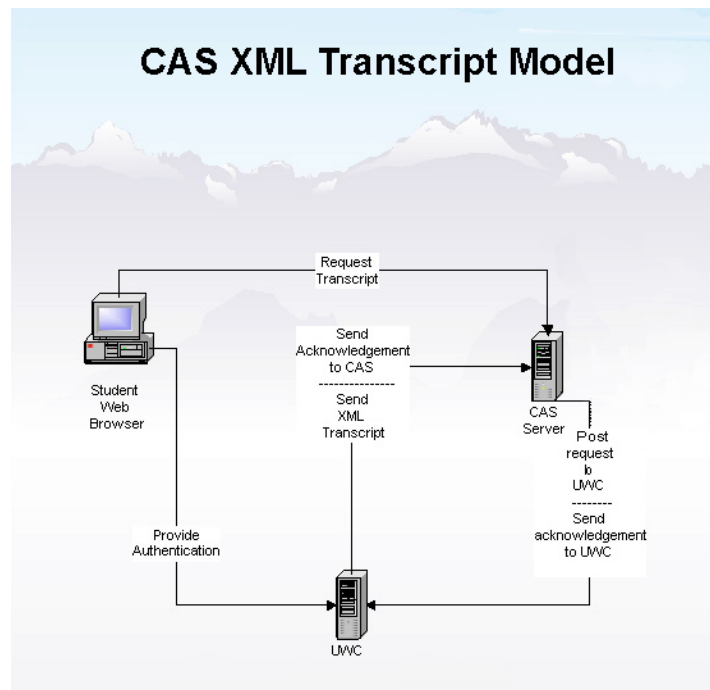 CAS XML Transcript Model
Request
Transcript
Send
Acknowledgement
to CAS
---------------
Send
XML
Transcript
Student
Web
Browser
CAS
Server
Post
request
to
UWC
--------
Send
acknowledgement
to UWC
Provide
Authentication
UWC